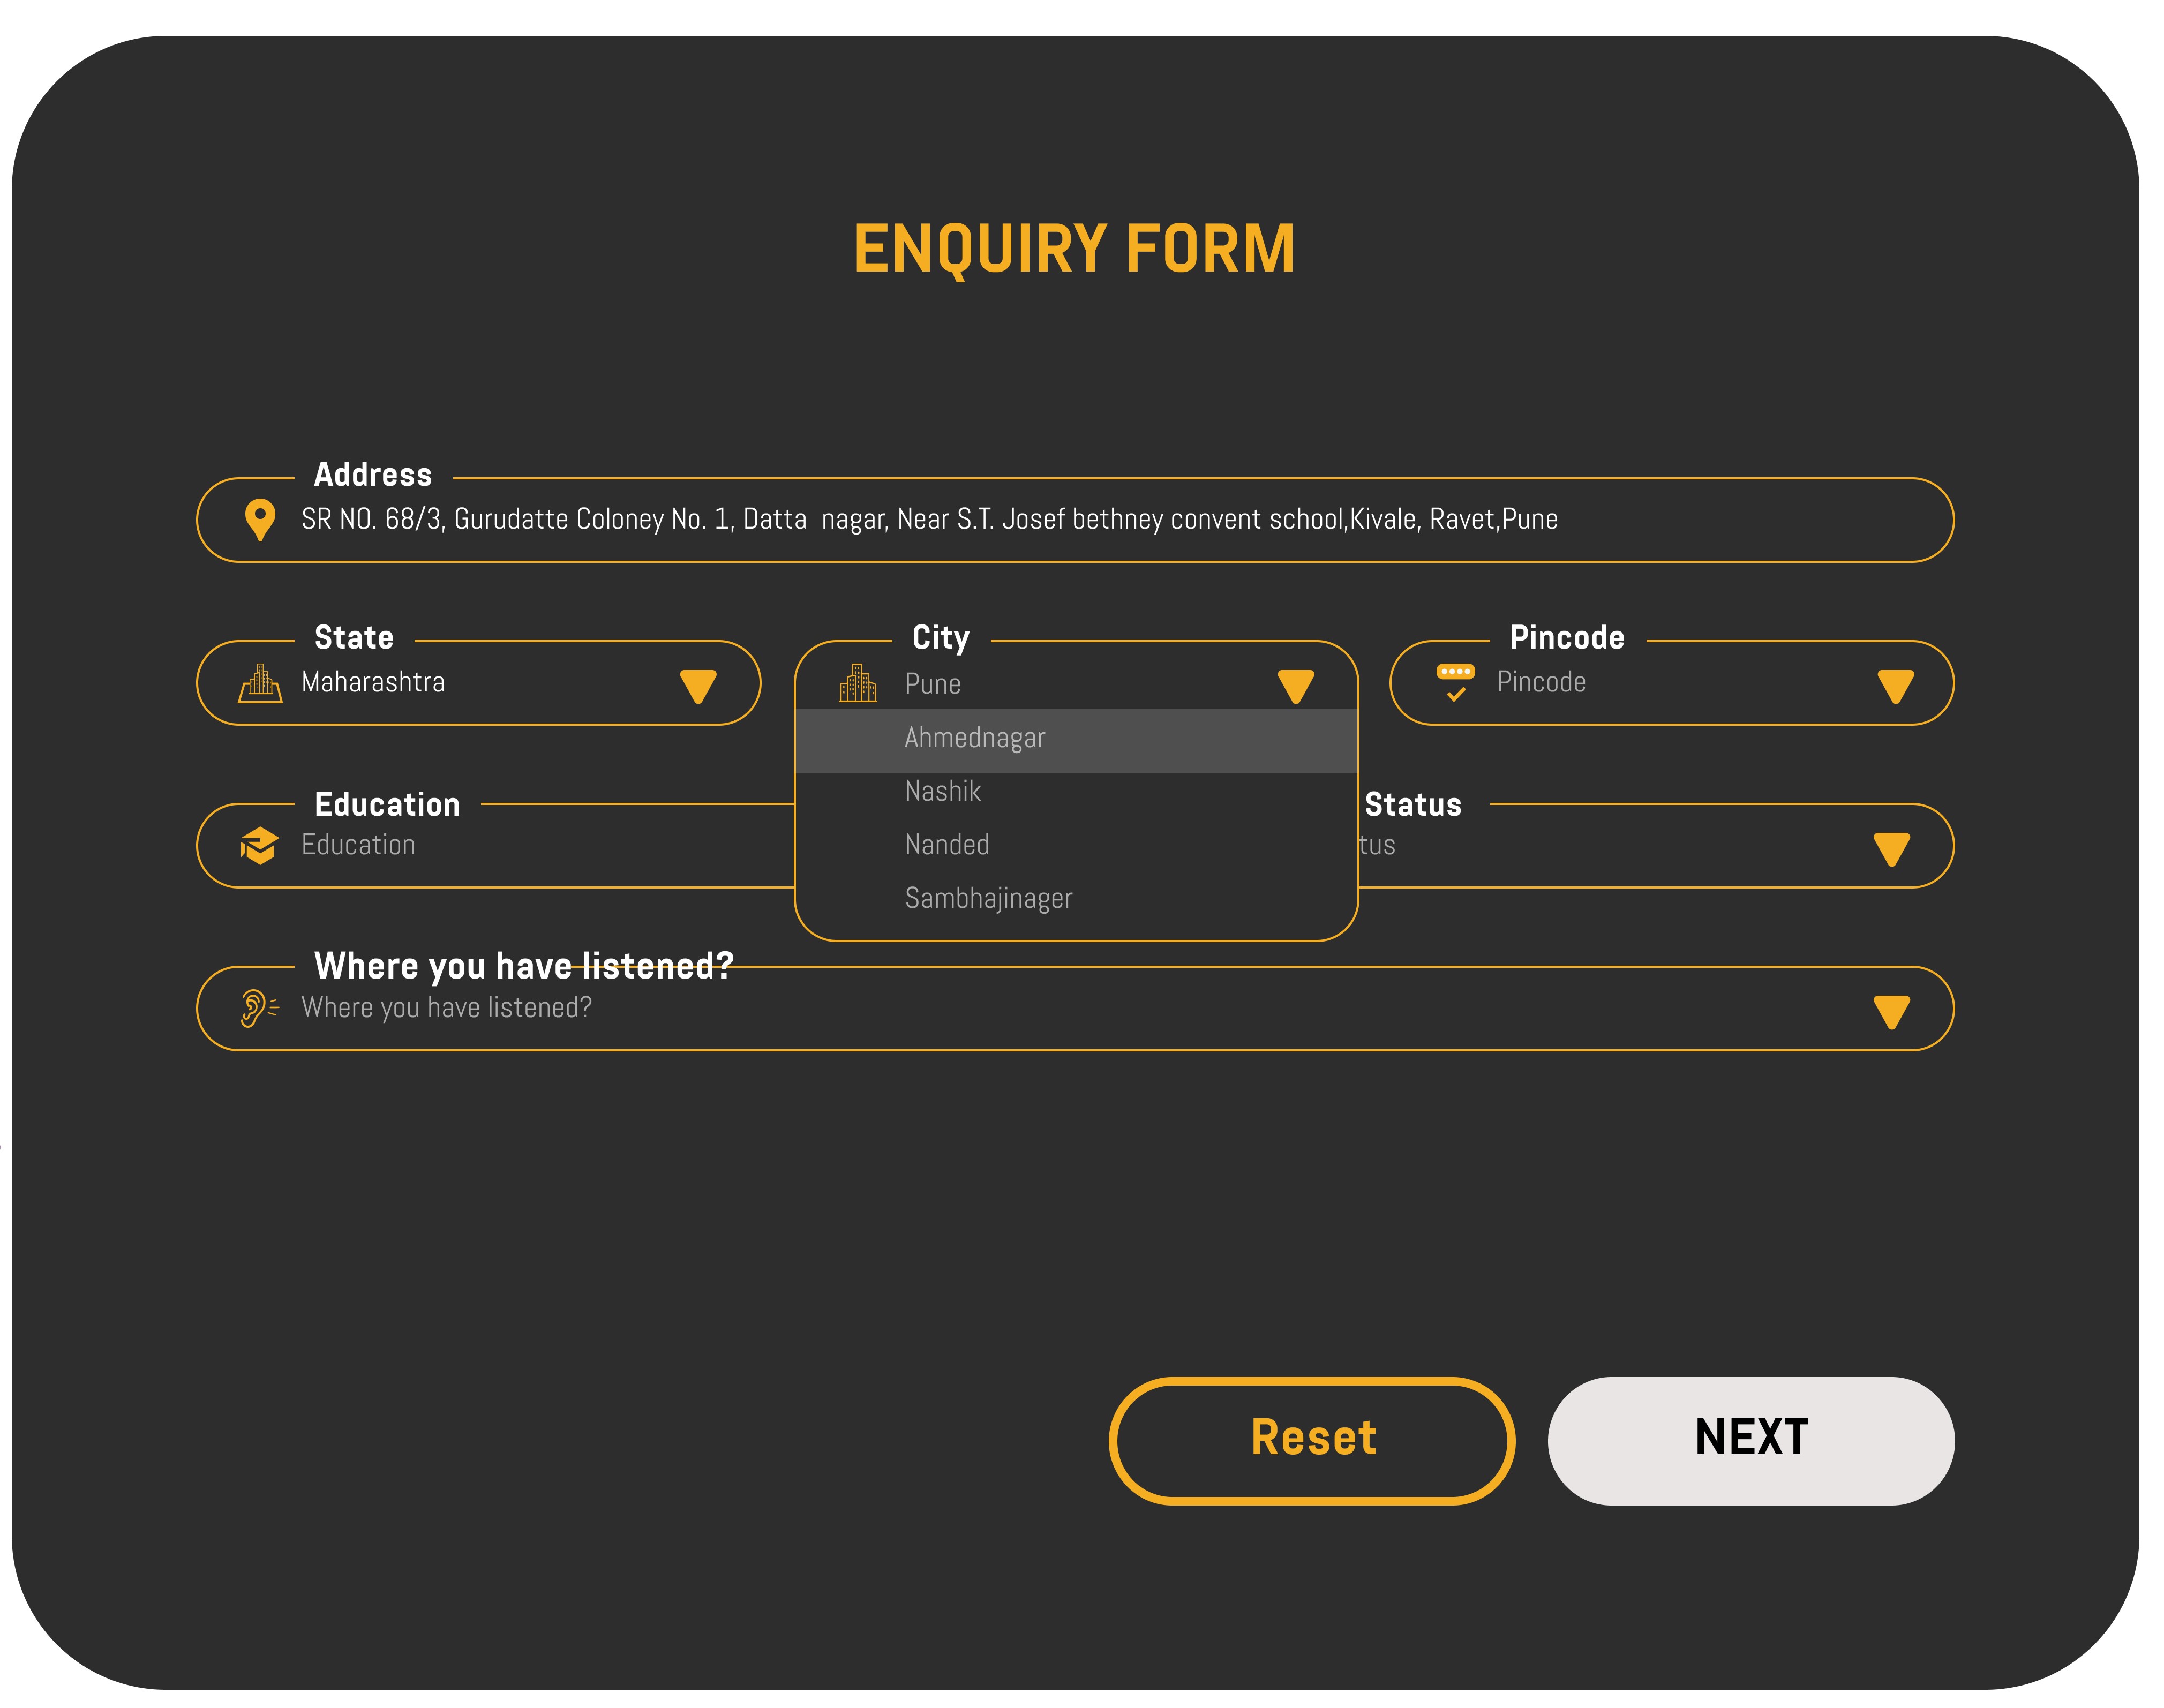 ENQUIRY FORM
Address
SR NO. 68/3, Gurudatte Coloney No. 1, Datta  nagar, Near S.T. Josef bethney convent school,Kivale, Ravet,Pune
State
Maharashtra
City
Pune
Ahmednagar
Nashik
Nanded
Sambhajinager
Pincode
Pincode
Education
Education
Status
tus
Where you have listened?
Where you have listened?
Reset
NEXT